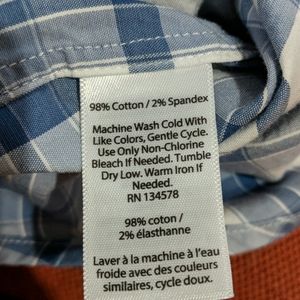 98% Cotton / 2% Spandex
Machine Wash Cold With
Like Colors, Gentle Cycle.
Use Only Non-Chlorine
Bleach If Needed. Tumble
Dry Low. Warm Iron If
Needed.
RN 134578
98% coton /
2% élasthanne
Laver à la machine à l'eau
froide avec des couleurs
similaires, cycle doux.